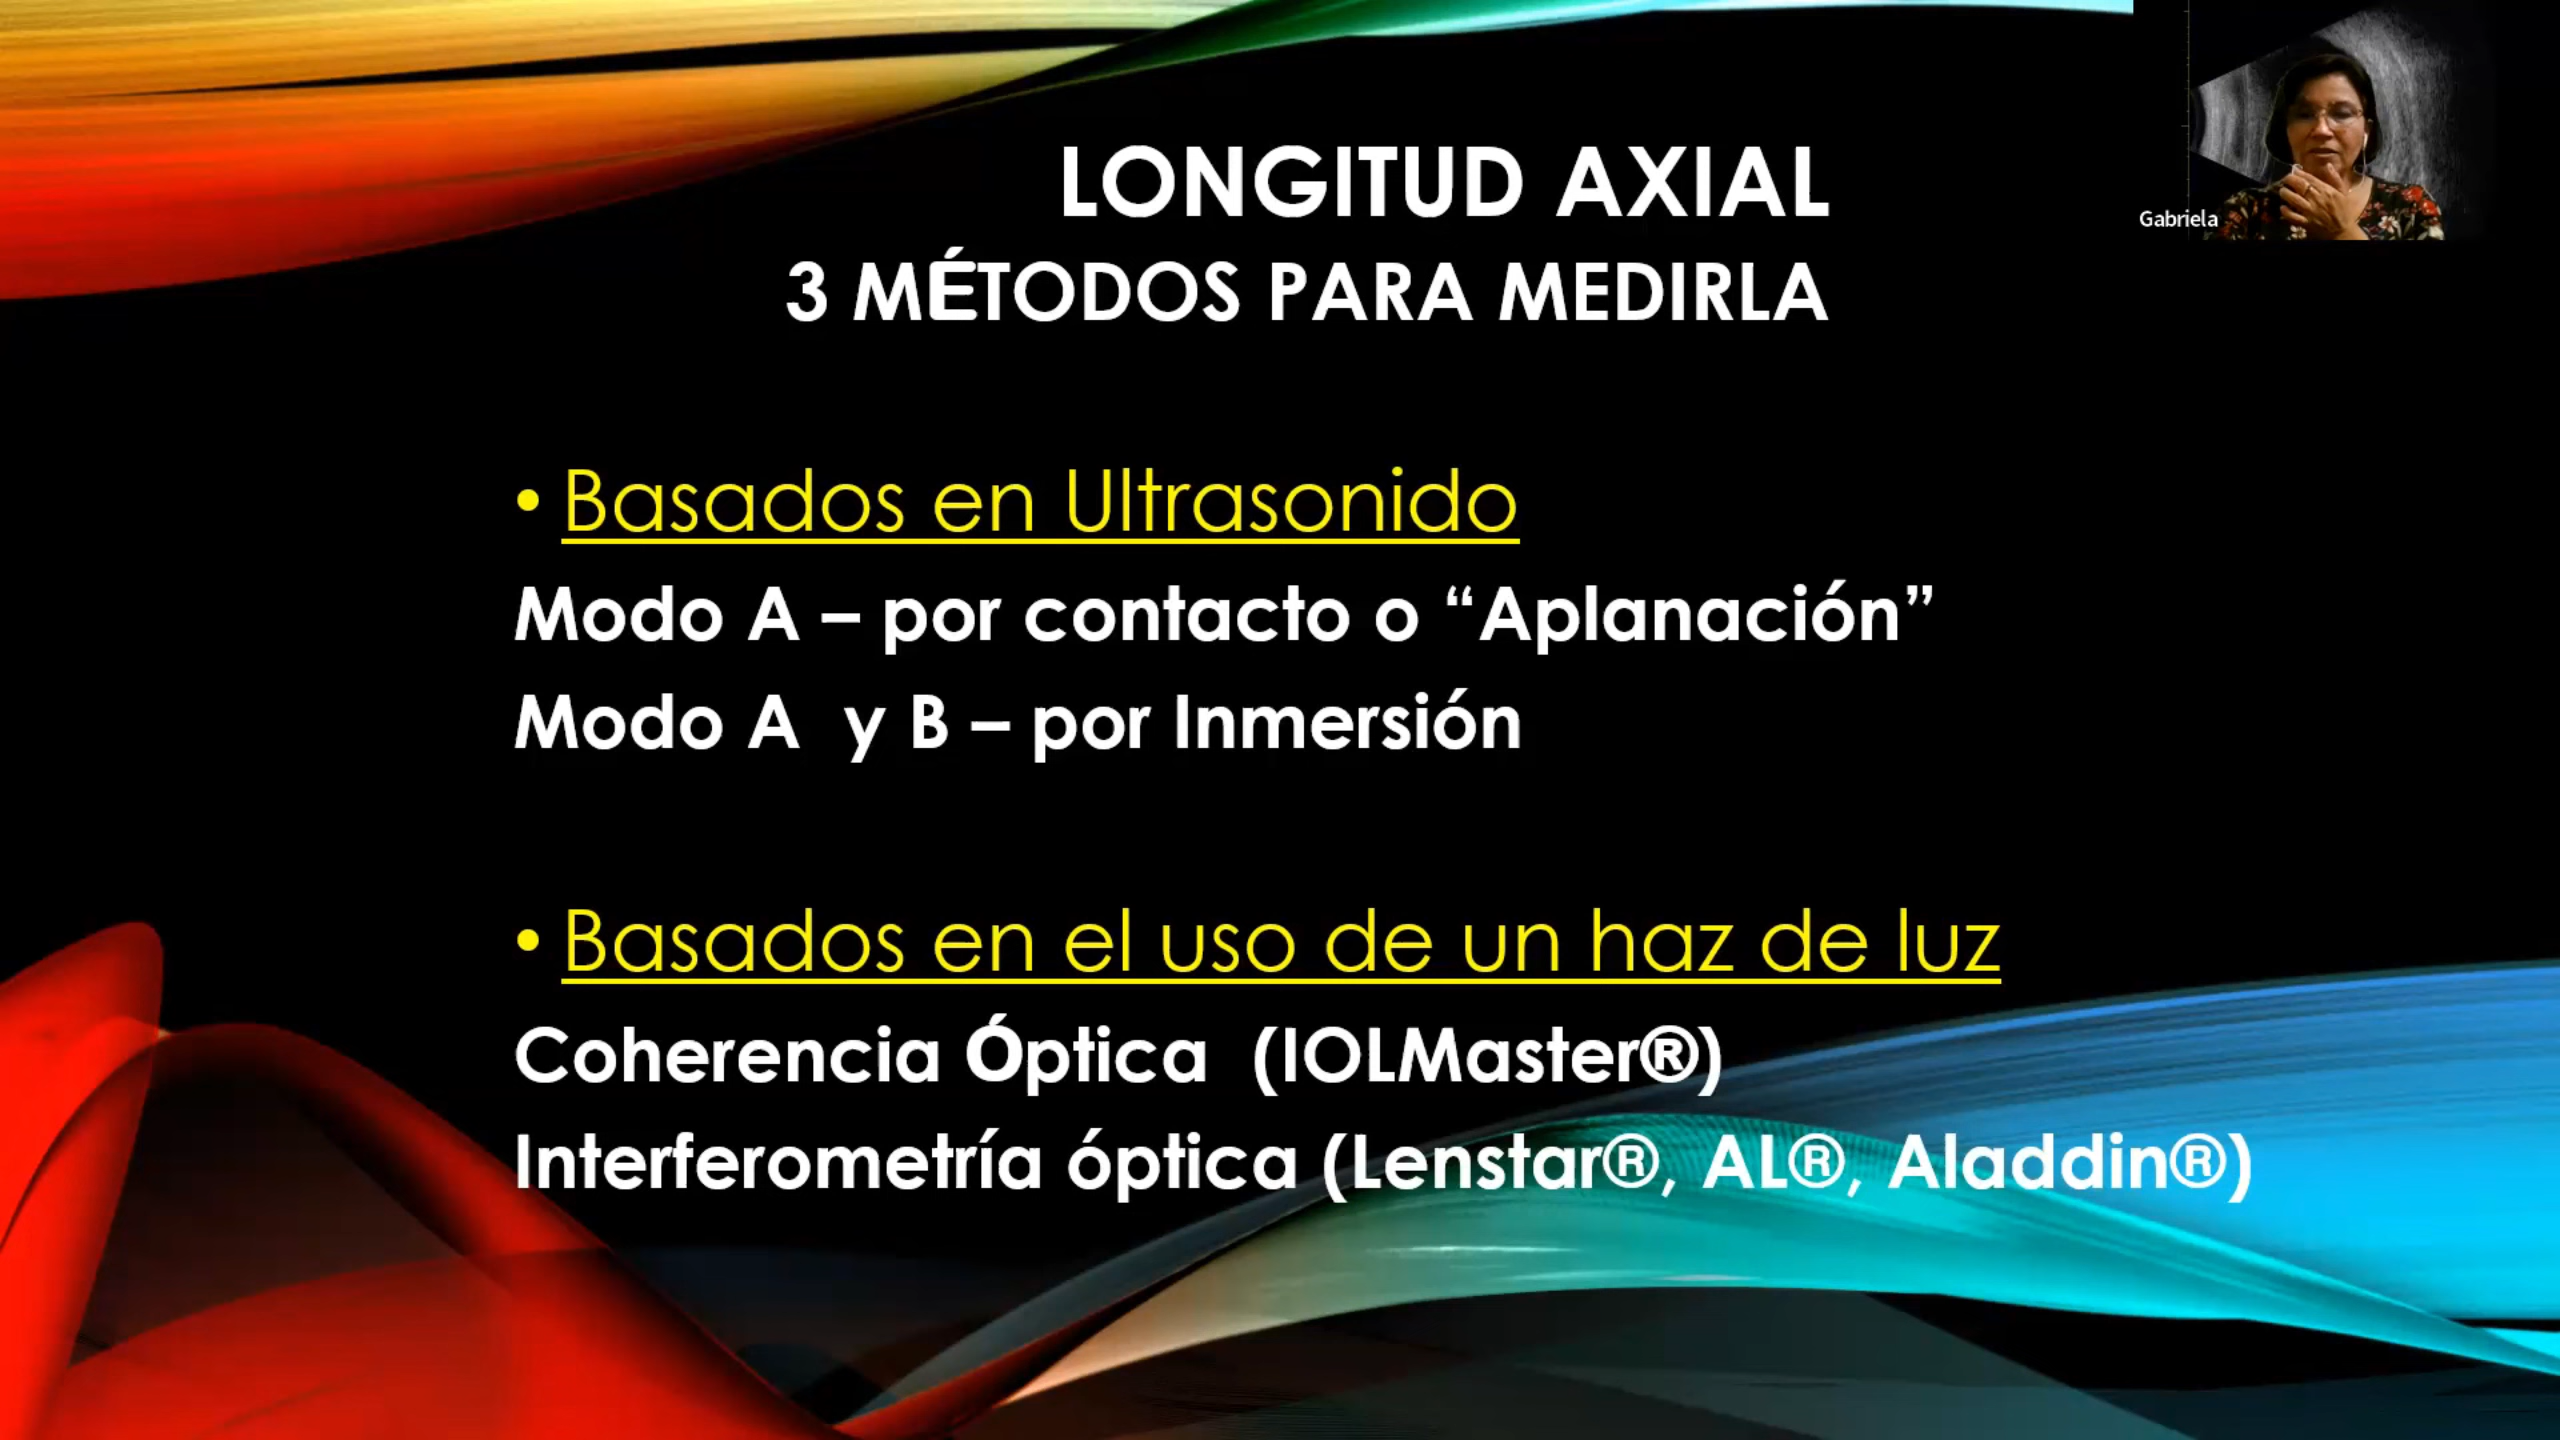 LONGITUD AXIAL
3 MÉTODOS PARA MEDIRLA
Gabriela
• Basados en Ultrasonido
Modo A – por contacto o “Aplanación”
Modo A y B – por Inmersión
• Basados en el uso de un haz de luz
Coherencia Óptica (IOLMaster®)
Interferometría óptica (Lenstar®, AL®, Aladdin®)